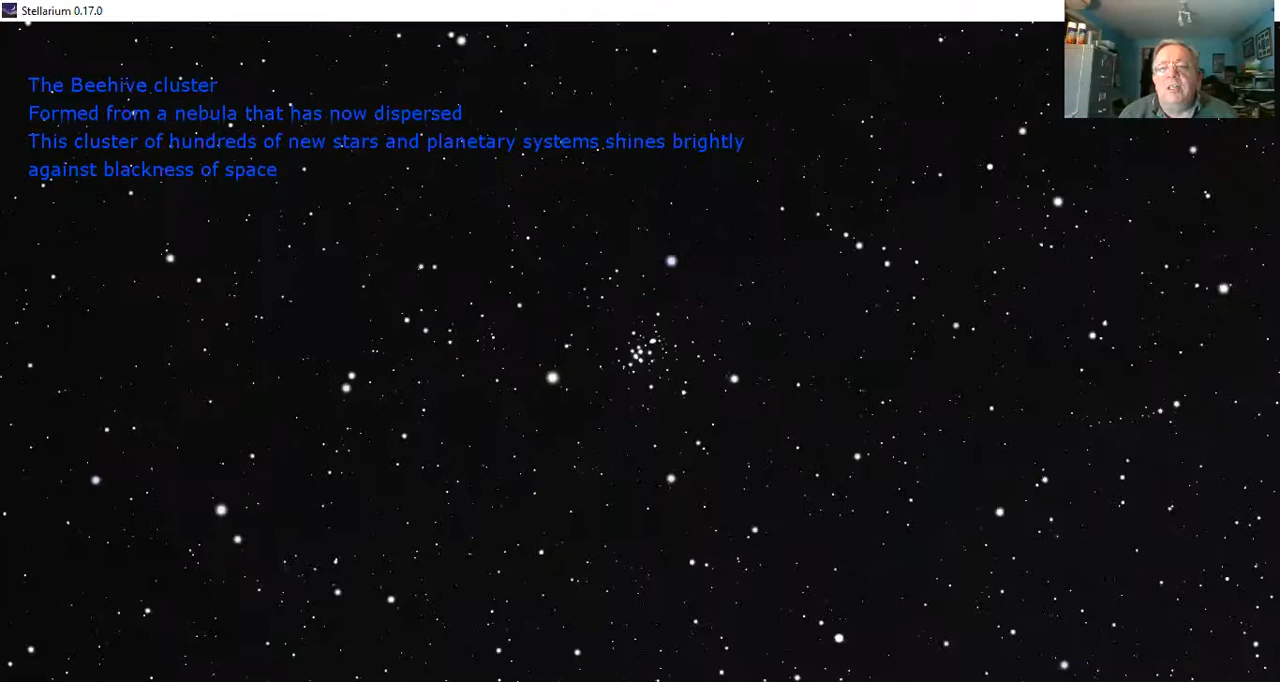 Stellarium 0.17.0
The Beehive cluster
Formed from a nebula that has now dispersed
This cluster of hundreds of new stars and planetary systems shines brightly
against blackness of space